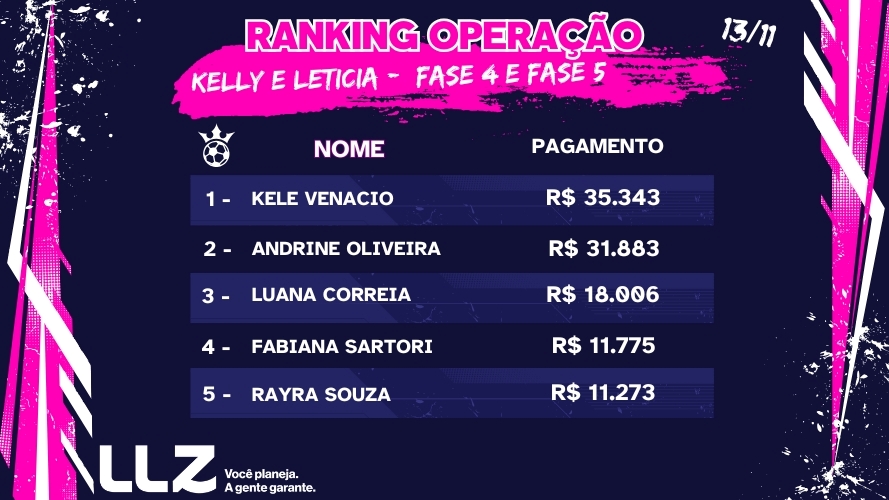 RANKING OPERAÇÃO
13/11
KELLY E LETICIA - FASE 4 E FASE 5
NOME PAGAMENTO
1 - KELE VENACIO R$ 35.343
2 - ANDRINE OLIVEIRA R$ 31.883
3 - LUANA CORREIA R$ 18.006
4 - FABIANA SARTORI R$ 11.775
5 - RAYRA SOUZA R$ 11.273
LLZ
Você planeja.
A gente garante.